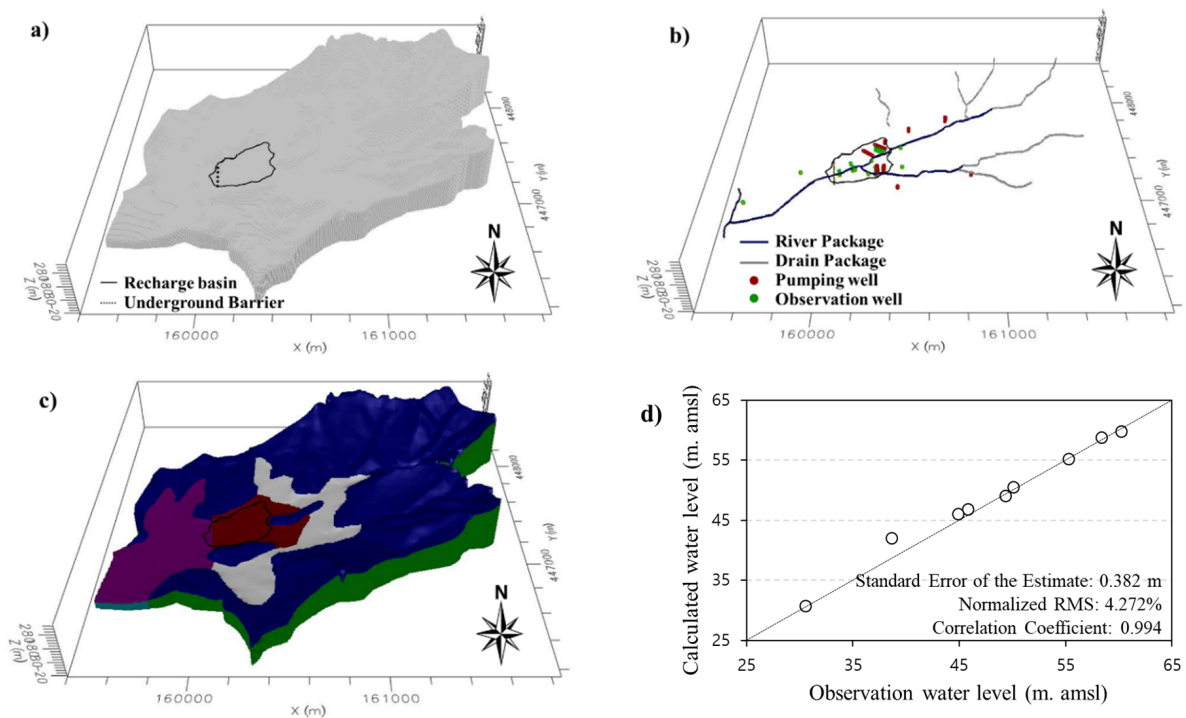 a)
N
Recharge basin
Underground Barrier
448000
Y (m)
447000
Z (m)
160000
161000
X (m)
b)
N
River Package
Drain Package
Pumping well
Observation well
448000
Y (m)
447000
Z (m)
160000
161000
X (m)
c)
N
448000
Y (m)
447000
Z (m)
160000
161000
X (m)
d)
Calculated water level (m. amsl)
65
55
45
35
25
Standard Error of the Estimate: 0.382 m
Normalized RMS: 4.272%
Correlation Coefficient: 0.994
25
35
45
55
65
Observation water level (m. amsl)